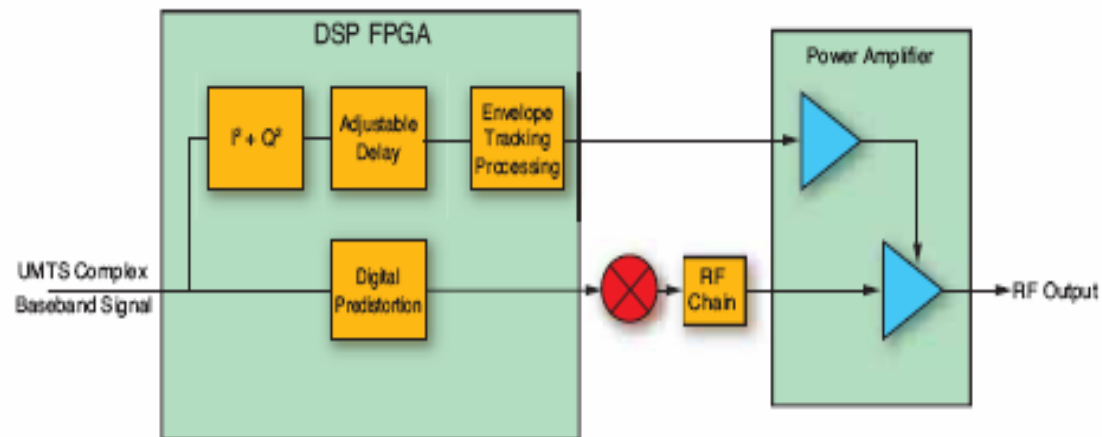 DSP FPGA
Power Amplifier
I² + Q²
Adjustable
Delay
Envelope
Tracking
Processing
UMTS Complex
Baseband Signal
Digital
Predistortion
RF
Chain
RF Output